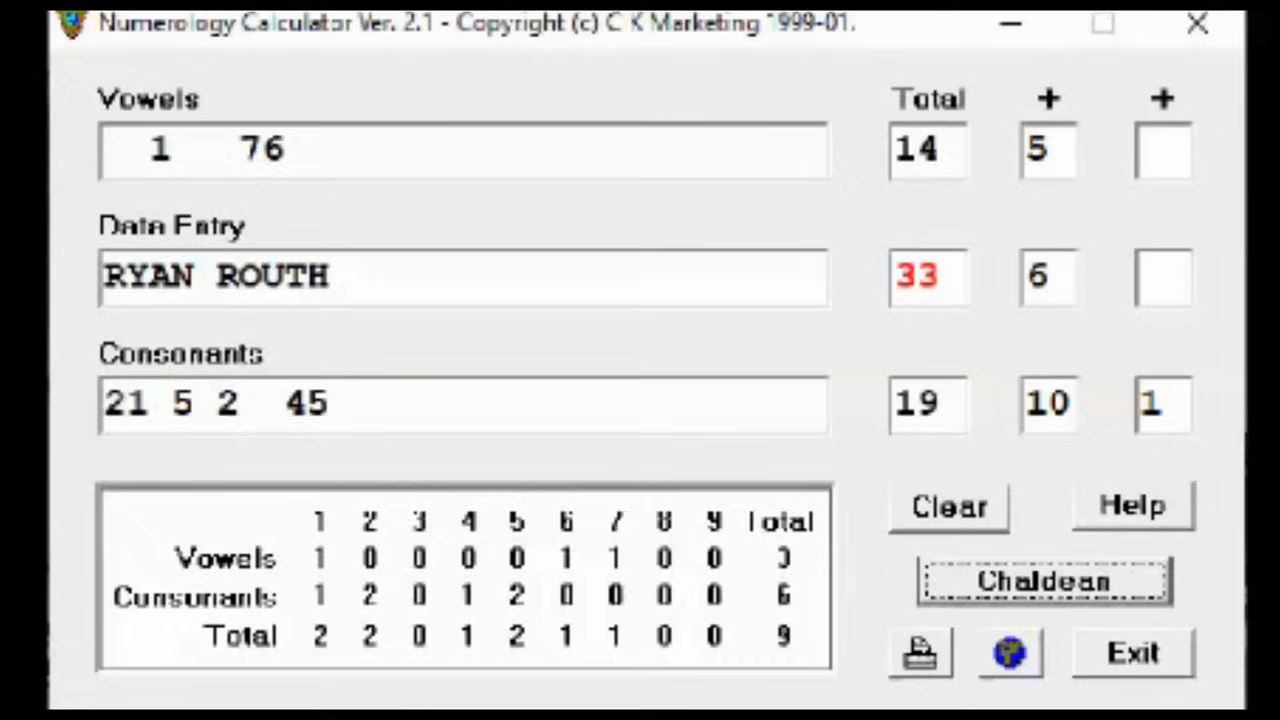 Numerology Calculator Ver. 2.1 - Copyright (c) C K Marketing 1999-01.
Vowels Total + +
1 76 14 5
Data Entry
RYAN ROUTH 33 6
Consonants
21 5 2 45 19 10 1
1 2 3 4 5 6 7 8 9 Total
Vowels 1 0 0 0 0 1 1 0 0 3
Consonants 1 2 0 1 2 0 0 0 0 6
Total 2 2 0 1 2 1 1 0 0 9
Clear Help
Chaldean
Exit